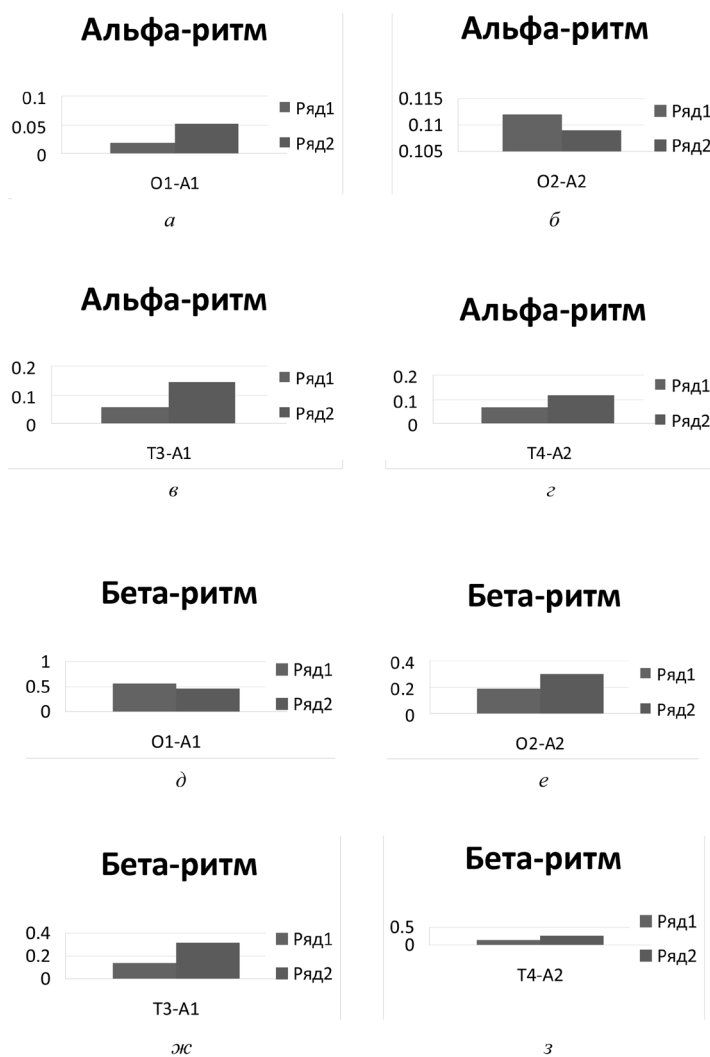 Альфа-ритм
0.1
0.05
0
Ряд1
Ряд2
O1-A1
а
Альфа-ритм
0.115
0.11
0.105
Ряд1
Ряд2
O2-A2
б
Альфа-ритм
0.2
0.1
0
Ряд1
Ряд2
T3-A1
в
Альфа-ритм
0.2
0.1
0
Ряд1
Ряд2
T4-A2
г
Бета-ритм
1
0.5
0
Ряд1
Ряд2
O1-A1
д
Бета-ритм
0.4
0.2
0
Ряд1
Ряд2
O2-A2
е
Бета-ритм
0.4
0.2
0
Ряд1
Ряд2
T3-A1
ж
Бета-ритм
0.5
0
Ряд1
Ряд2
T4-A2
з